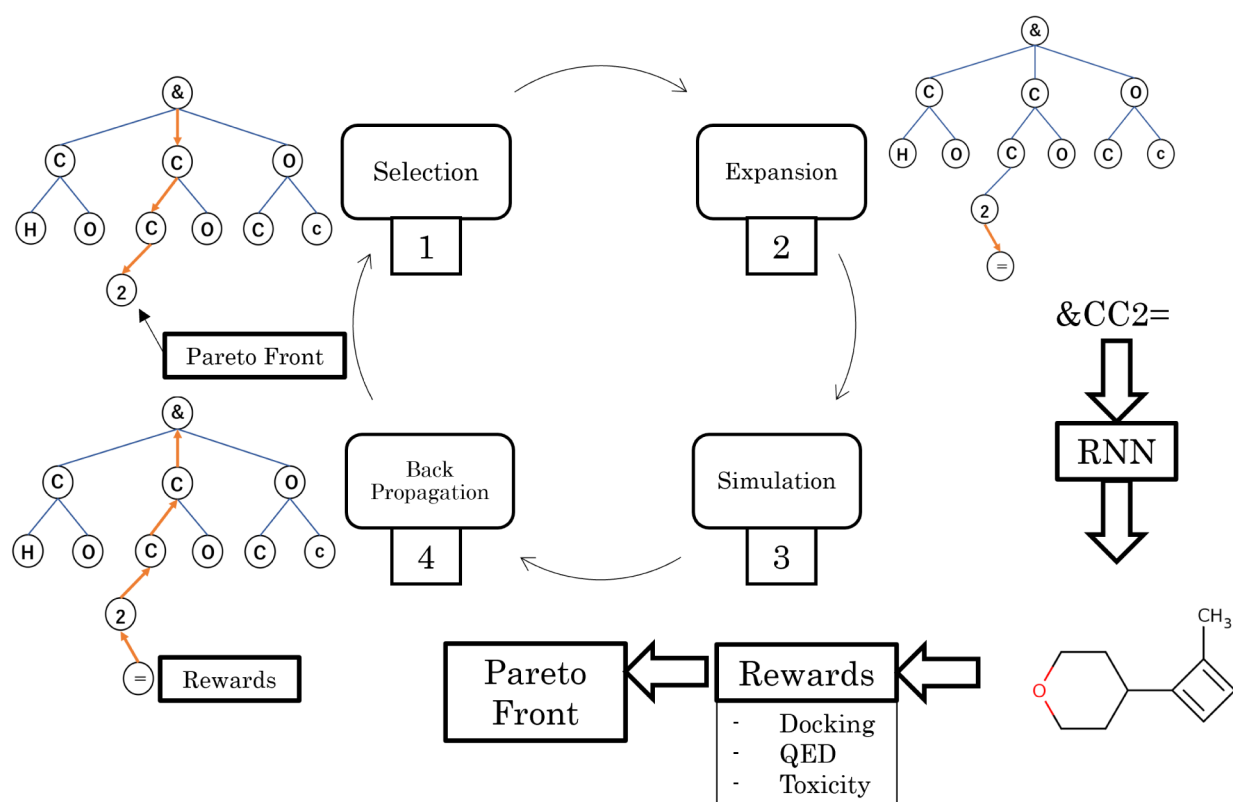 &
C C O
H O C O C c
2
Pareto Front
Selection
1
Expansion
2
&
C C O
H O C O C c
2
=
&CC2=
RNN
&
C C O
H O C O C c
2
=
Rewards
Back
Propagation
4
Simulation
3
CH3
O
Rewards
- Docking
- QED
- Toxicity
Pareto
Front